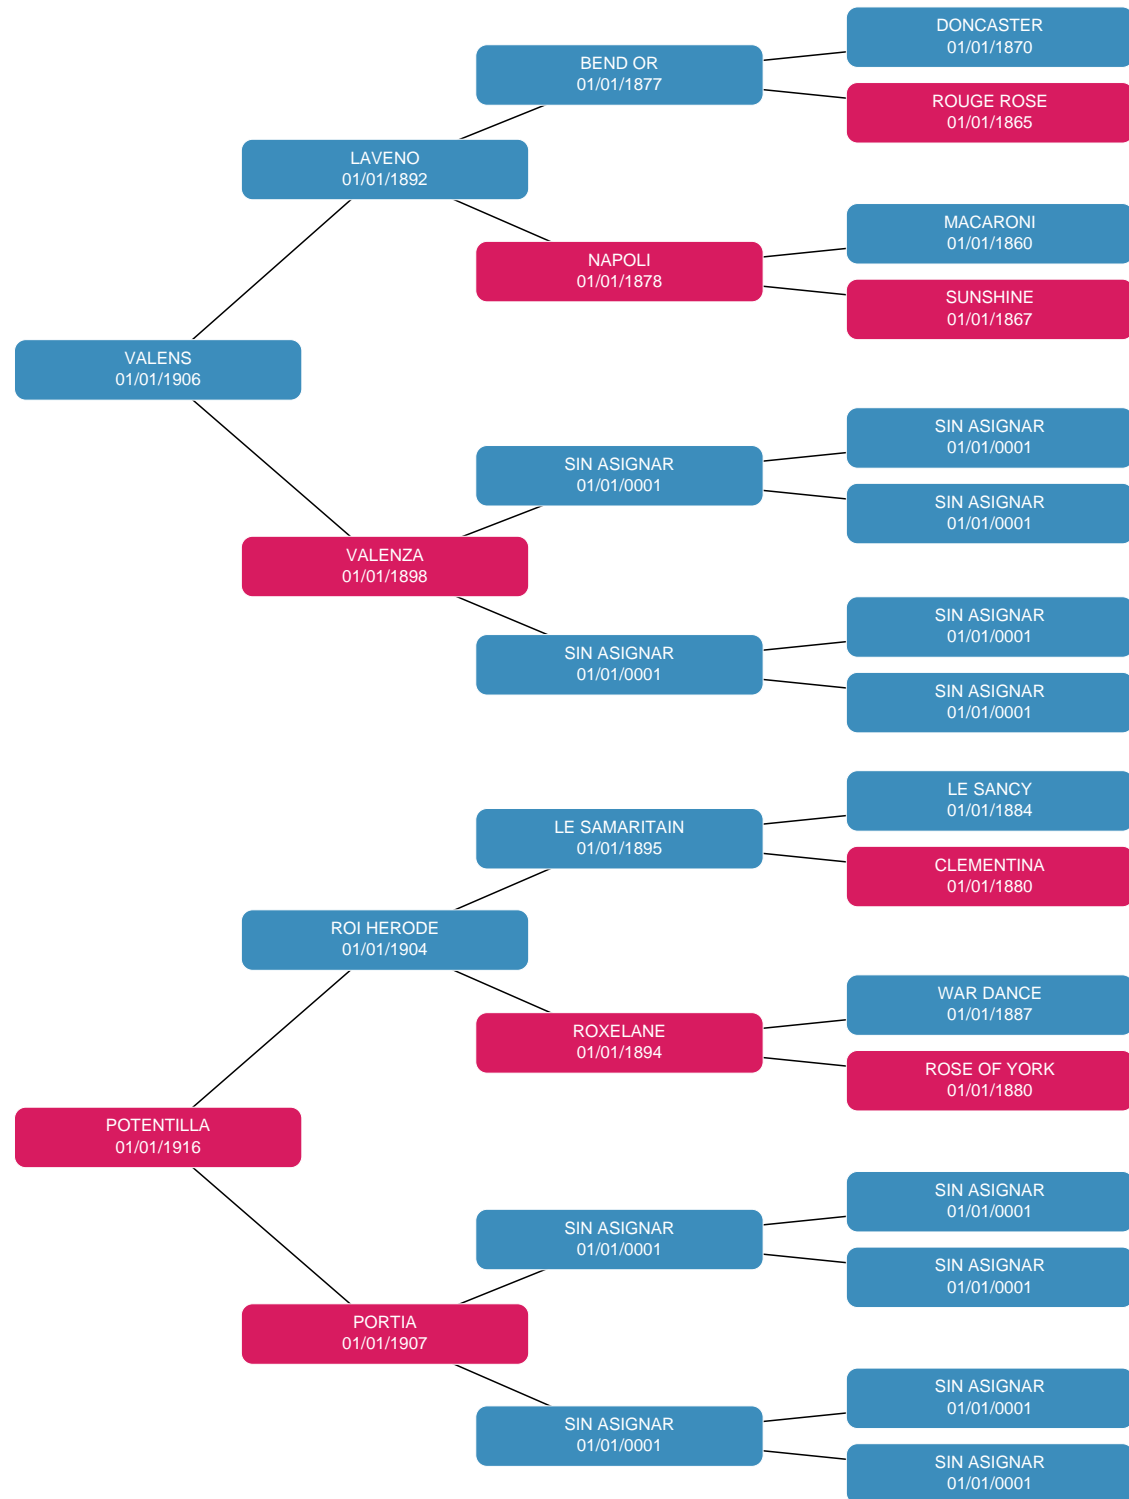 DONCASTER
01/01/1870
BEND OR
01/01/1877
ROUGE ROSE
01/01/1865
LAVENO
01/01/1892
MACARONI
01/01/1860
NAPOLI
01/01/1878
SUNSHINE
01/01/1867
VALENS
01/01/1906
SIN ASIGNAR
01/01/0001
SIN ASIGNAR
01/01/0001
SIN ASIGNAR
01/01/0001
VALENZA
01/01/1898
SIN ASIGNAR
01/01/0001
SIN ASIGNAR
01/01/0001
SIN ASIGNAR
01/01/0001
LE SANCY
01/01/1884
LE SAMARITAIN
01/01/1895
CLEMENTINA
01/01/1880
ROI HERODE
01/01/1904
WAR DANCE
01/01/1887
ROXELANE
01/01/1894
ROSE OF YORK
01/01/1880
POTENTILLA
01/01/1916
SIN ASIGNAR
01/01/0001
SIN ASIGNAR
01/01/0001
SIN ASIGNAR
01/01/0001
PORTIA
01/01/1907
SIN ASIGNAR
01/01/0001
SIN ASIGNAR
01/01/0001
SIN ASIGNAR
01/01/0001